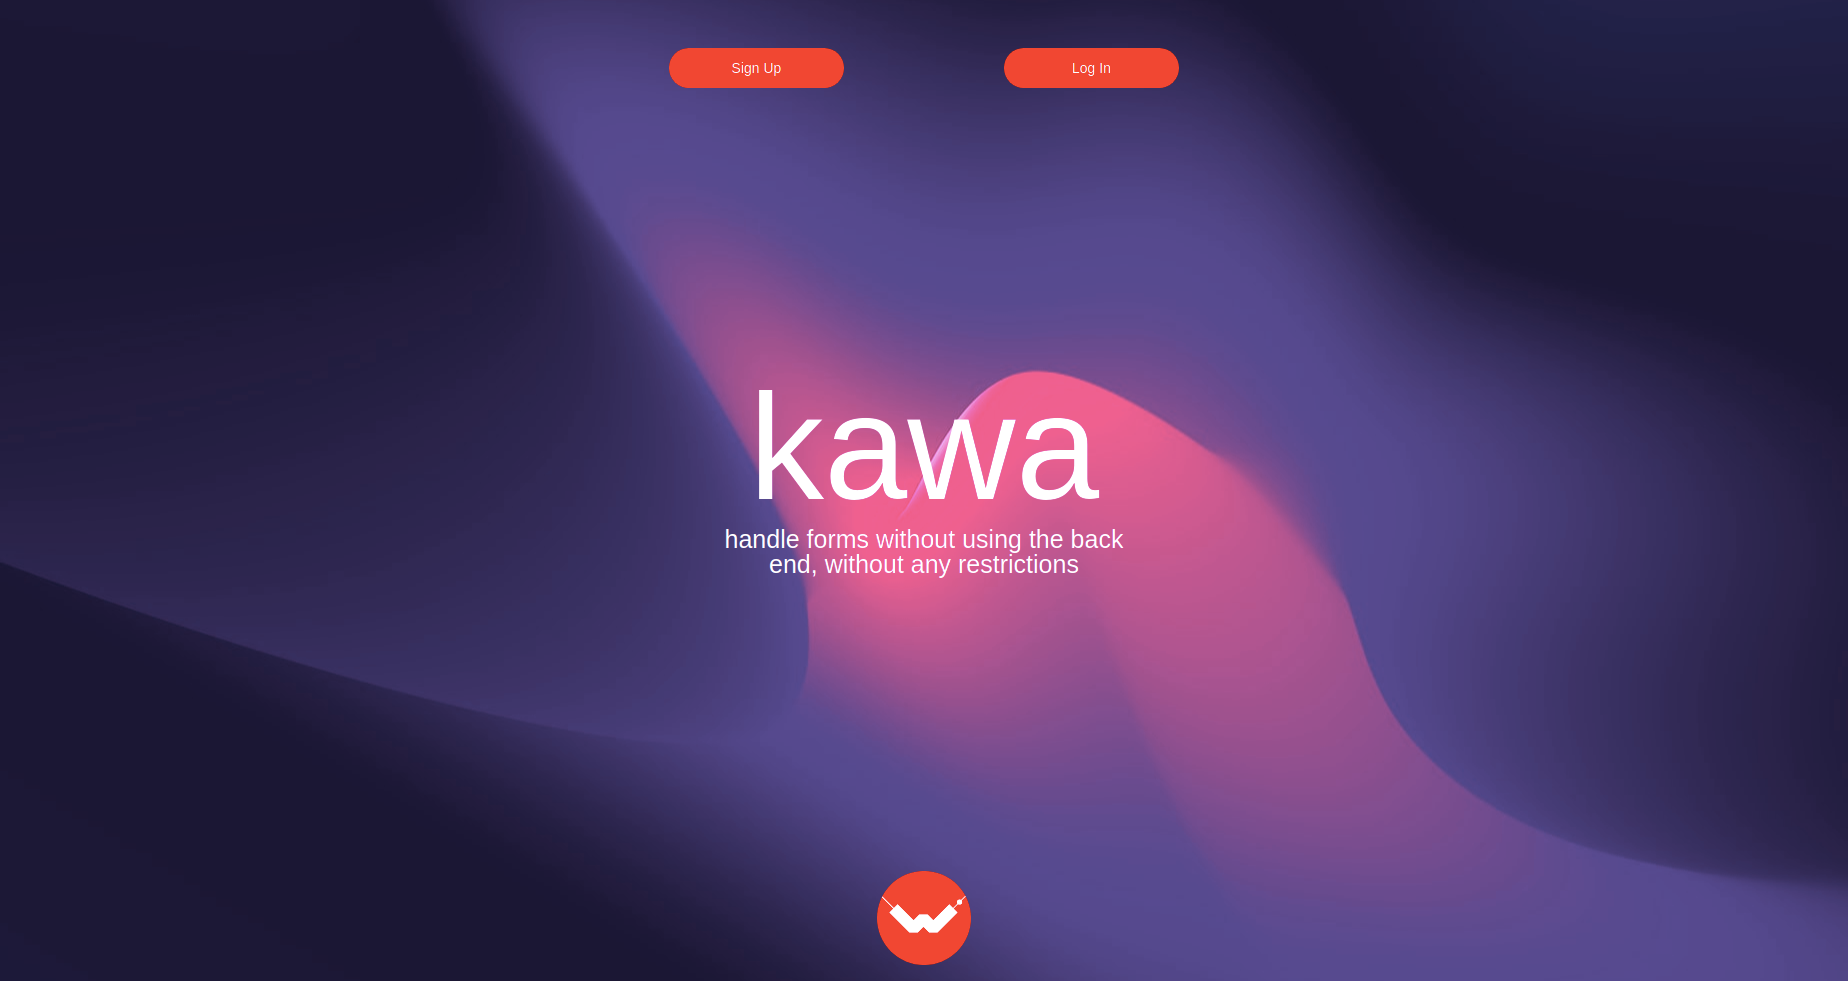 Sign Up
Log In
kawa
handle forms without using the back
end, without any restrictions